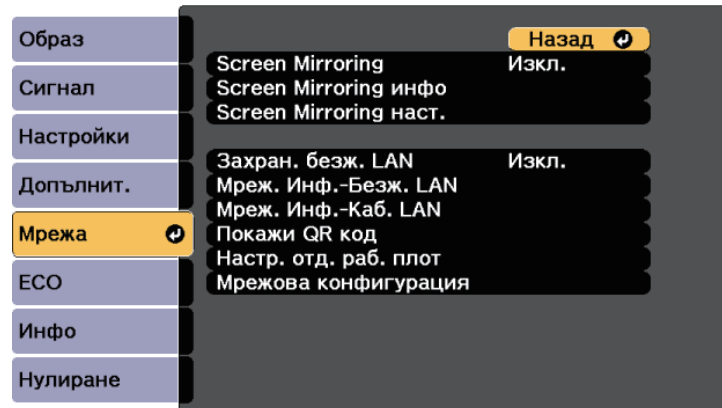 Образ
Сигнал
Настройки
Допълнит.
Мрежа
ECO
Инфо
Нулиране
Назад
Screen Mirroring Изкл.
Screen Mirroring инфо
Screen Mirroring наст.
Захран. безж. LAN Изкл.
Мреж. Инф.-Безж. LAN
Мреж. Инф.-Каб. LAN
Покажи QR код
Настр. отд. раб. плот
Мрежова конфигурация